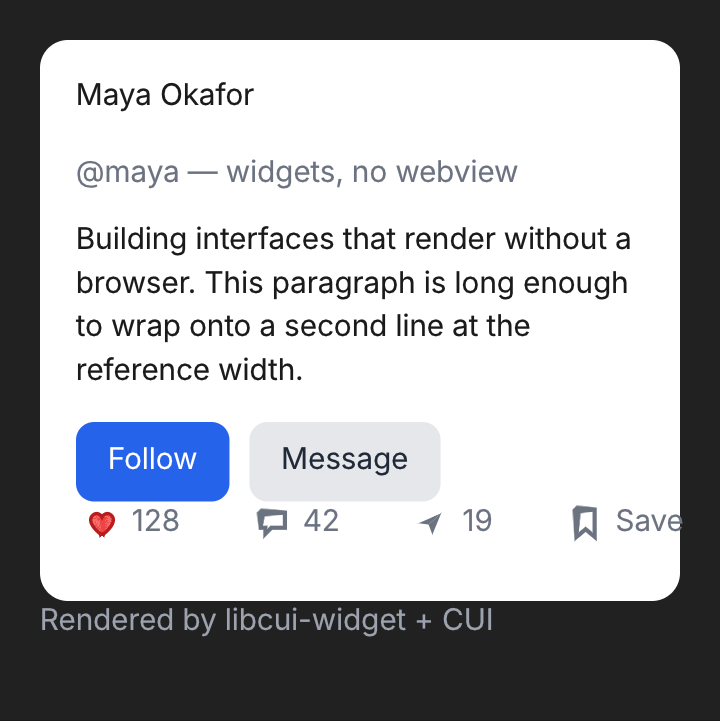 Maya Okafor
@maya — widgets, no webview
Building interfaces that render without a
browser. This paragraph is long enough
to wrap onto a second line at the
reference width.
Follow Message
128 42 19 Save
Rendered by libcui-widget + CUI